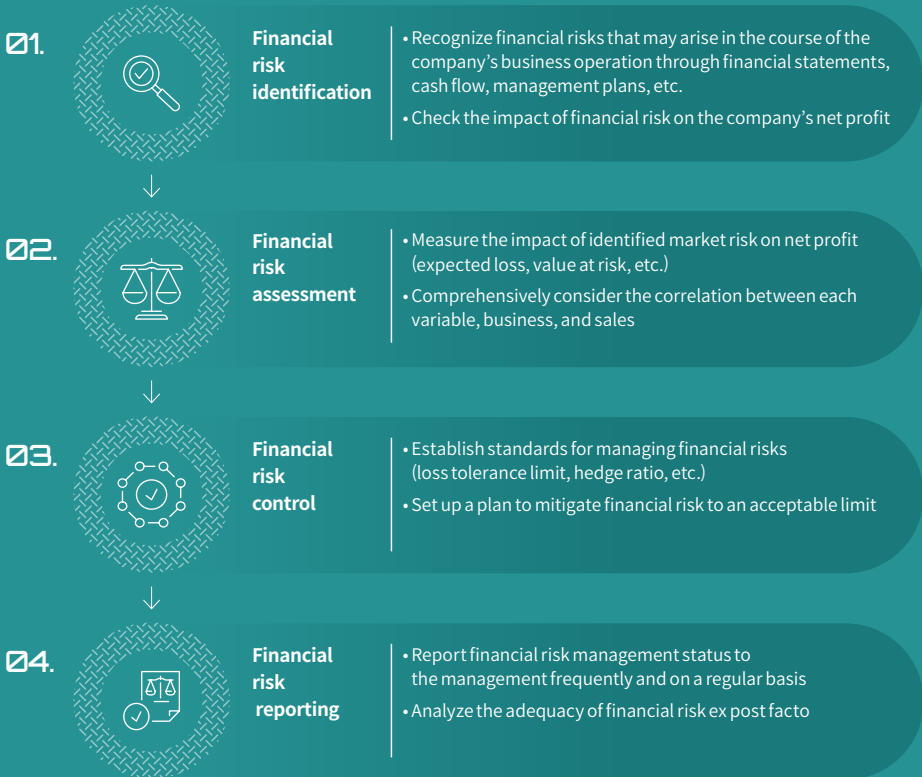 01.
Financial
risk
identification
• Recognize financial risks that may arise in the course of the
company's business operation through financial statements,
cash flow, management plans, etc.
• Check the impact of financial risk on the company's net profit
02.
Financial
risk
assessment
• Measure the impact of identified market risk on net profit
(expected loss, value at risk, etc.)
• Comprehensively consider the correlation between each
variable, business, and sales
03.
Financial
risk
control
• Establish standards for managing financial risks
(loss tolerance limit, hedge ratio, etc.)
• Set up a plan to mitigate financial risk to an acceptable limit
04.
Financial
risk
reporting
• Report financial risk management status to
the management frequently and on a regular basis
• Analyze the adequacy of financial risk ex post facto